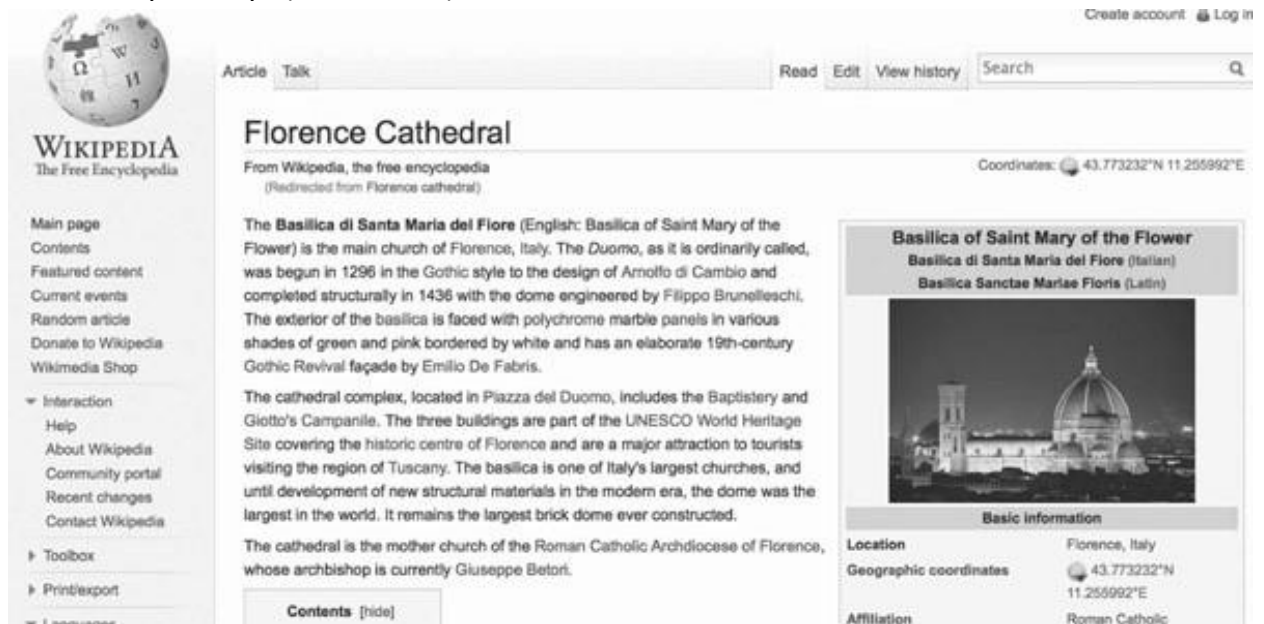 Create account Log in
Article Talk Read Edit View history Search
WIKIPEDIA
The Free Encyclopedia
Main page
Contents
Featured content
Current events
Random article
Donate to Wikipedia
Wikimedia Shop
Interaction
Help
About Wikipedia
Community portal
Recent changes
Contact Wikipedia
Toolbox
Print/export
Languages
Florence Cathedral
From Wikipedia, the free encyclopedia
(Redirected from Florence cathedral)
Coordinates: 43.773232°N 11.255992°E
The Basilica di Santa Maria del Fiore (English: Basilica of Saint Mary of the
Flower) is the main church of Florence, Italy. The Duomo, as it is ordinarily called,
was begun in 1296 in the Gothic style to the design of Arnolfo di Cambio and
completed structurally in 1436 with the dome engineered by Filippo Brunelleschi.
The exterior of the basilica is faced with polychrome marble panels in various
shades of green and pink bordered by white and has an elaborate 19th-century
Gothic Revival façade by Emilio De Fabris.
The cathedral complex, located in Piazza del Duomo, includes the Baptistery and
Giotto's Campanile. The three buildings are part of the UNESCO World Heritage
Site covering the historic centre of Florence and are a major attraction to tourists
visiting the region of Tuscany. The basilica is one of Italy's largest churches, and
until development of new structural materials in the modern era, the dome was the
largest in the world. It remains the largest brick dome ever constructed.
The cathedral is the mother church of the Roman Catholic Archdiocese of Florence,
whose archbishop is currently Giuseppe Betori.
Contents [hide]
Basilica of Saint Mary of the Flower
Basilica di Santa Maria del Fiore (Italian)
Basilica Sanctae Mariae Floris (Latin)
Basic information
Location Florence, Italy
Geographic coordinates 43.773232°N
11.255992°E
Affiliation Roman Catholic